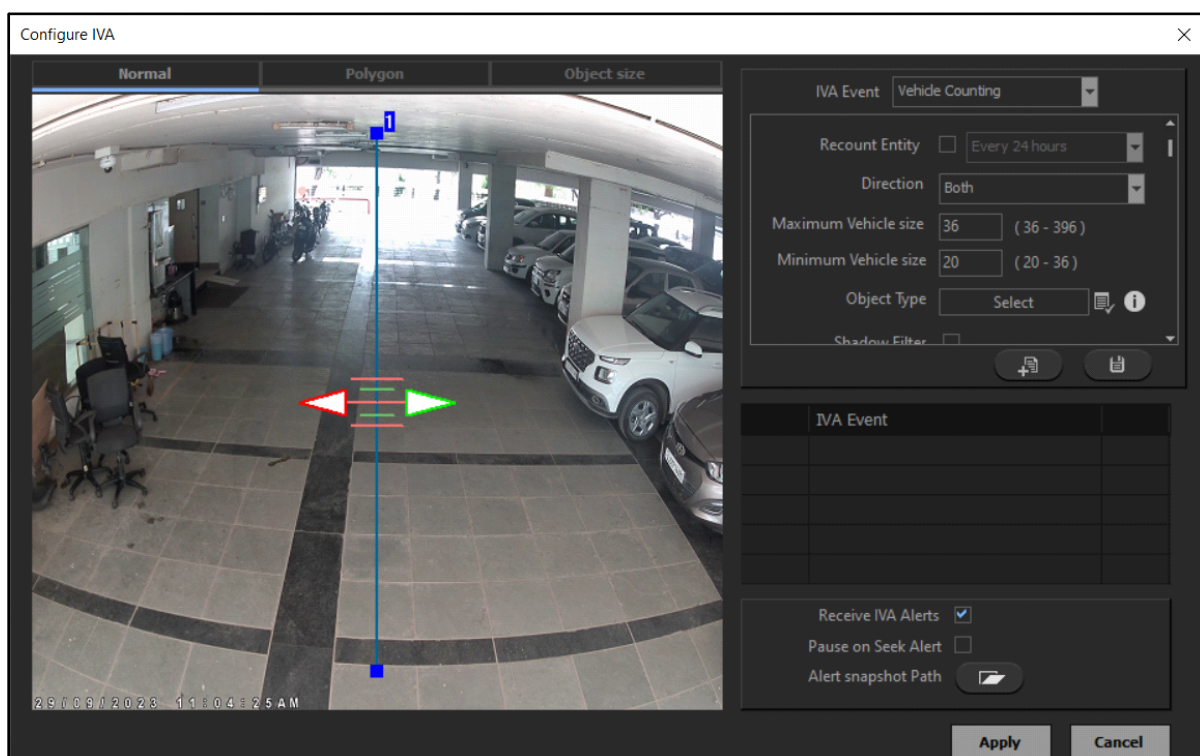 Configure IVA
Normal
Polygon
Object size
1
29/09/2023 11:04:25AM
IVA Event
Vehicle Counting
Recount Entity
Every 24 hours
Direction
Both
Maximum Vehicle size
36
( 36 - 396 )
Minimum Vehicle size
20
( 20 - 36 )
Object Type
Select
Shadow Filter
IVA Event
Receive IVA Alerts
Pause on Seek Alert
Alert snapshot Path
Apply
Cancel